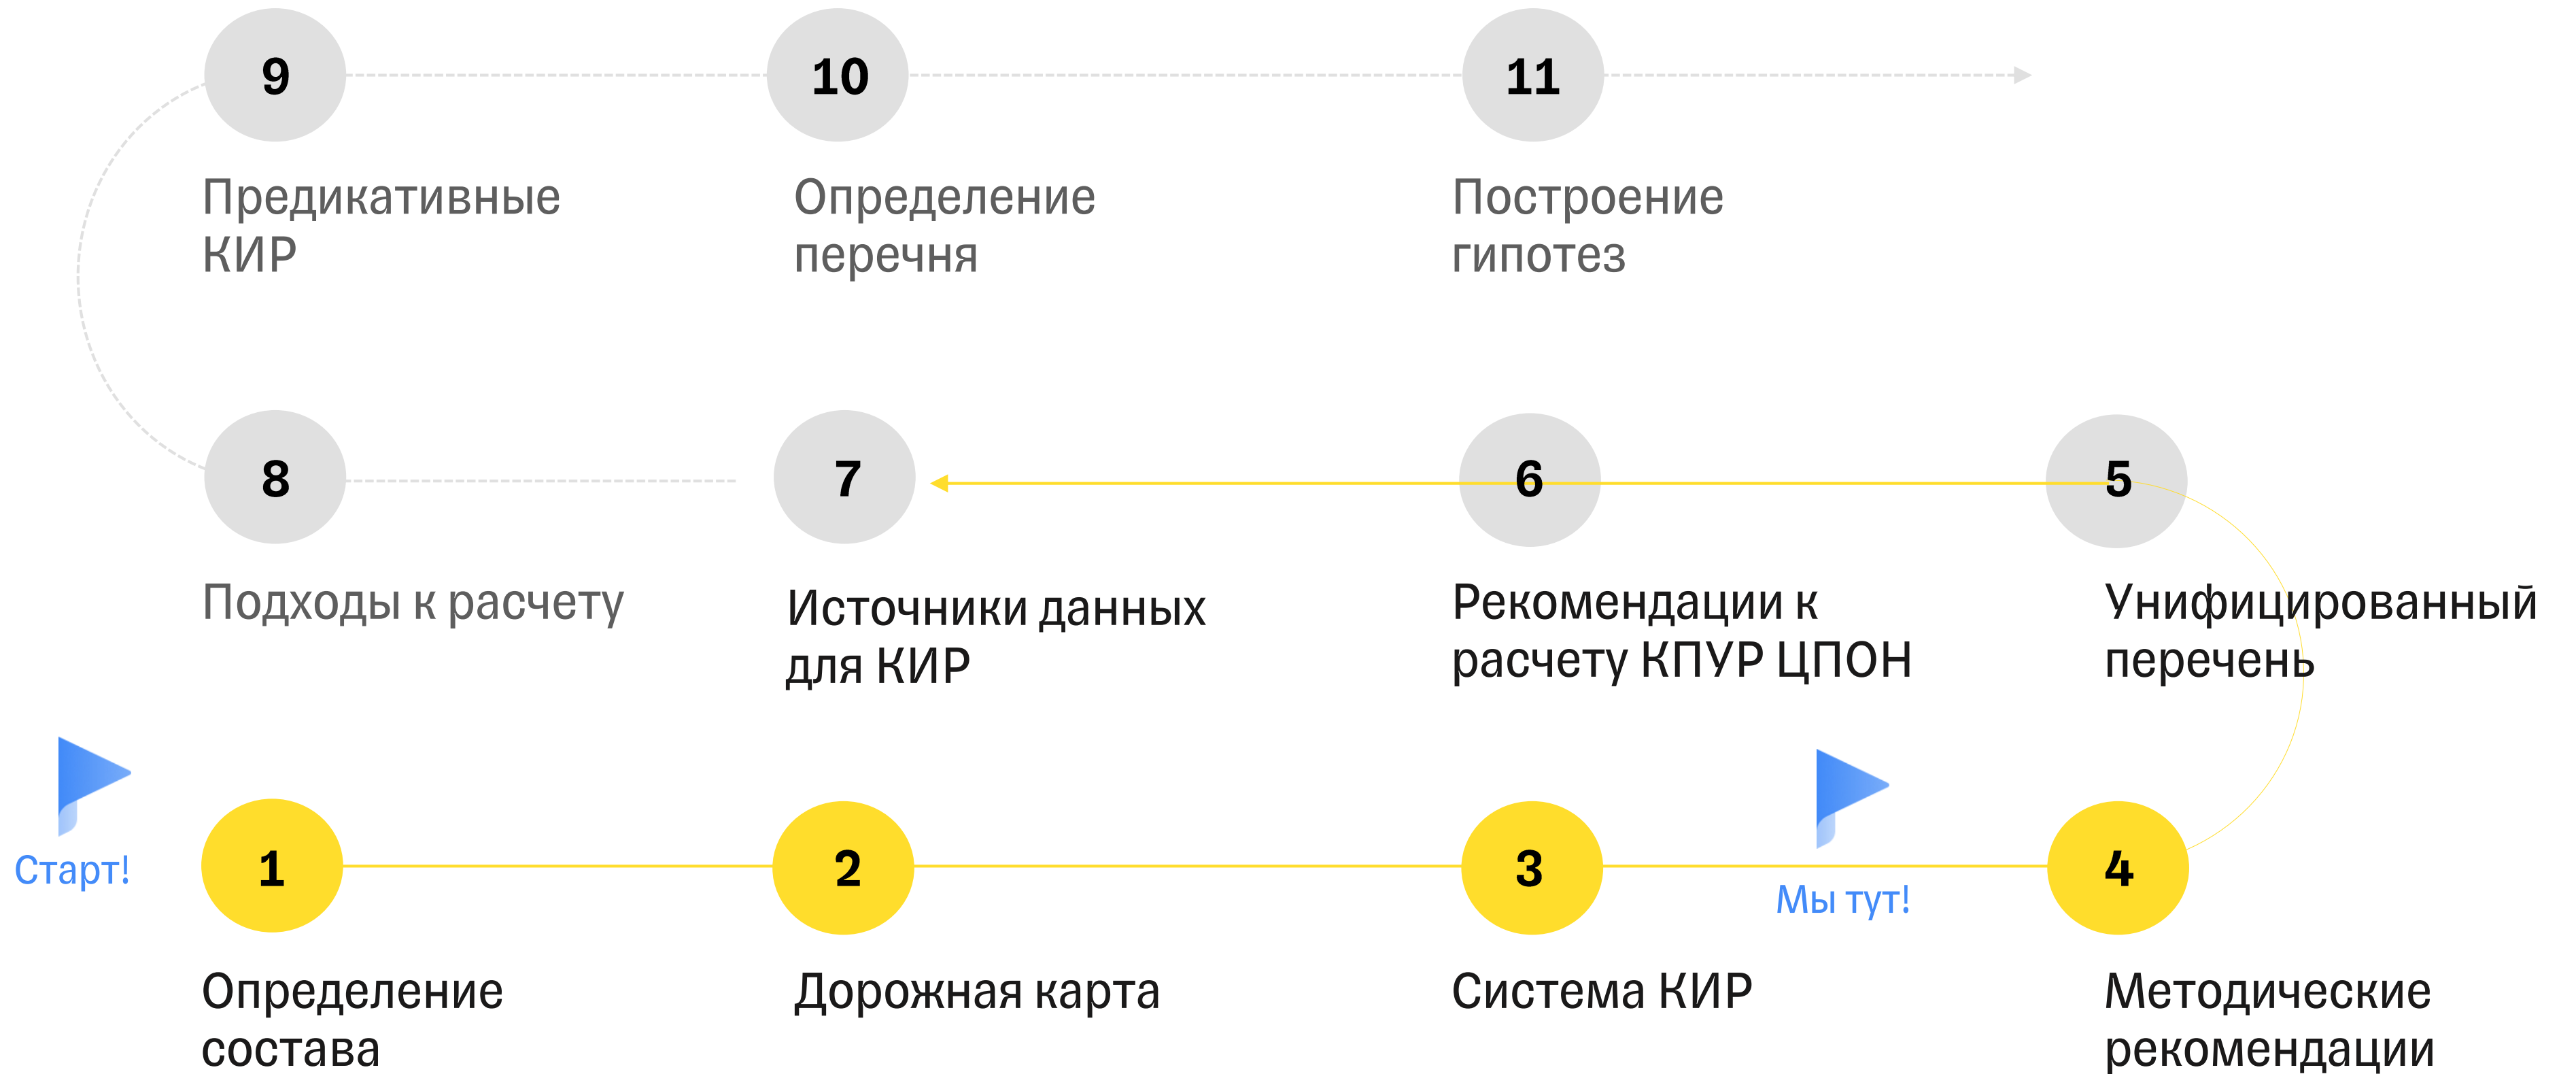 9
10
11
Предикативные
КИР
Определение
перечня
Построение
гипотез
8
7
6
5
Подходы к расчету
Источники данных
для КИР
Рекомендации к
расчету КПУР ЦПОН
Унифицированный
перечень
Старт!
1
2
3
Мы тут!
4
Определение
состава
Дорожная карта
Система КИР
Методические
рекомендации